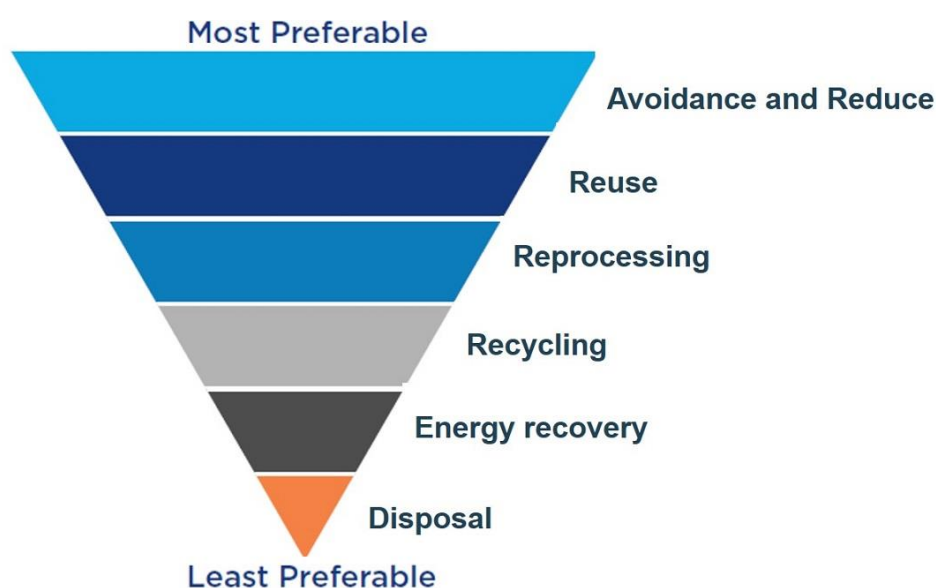 Most Preferable
Avoidance and Reduce
Reuse
Reprocessing
Recycling
Energy recovery
Disposal
Least Preferable